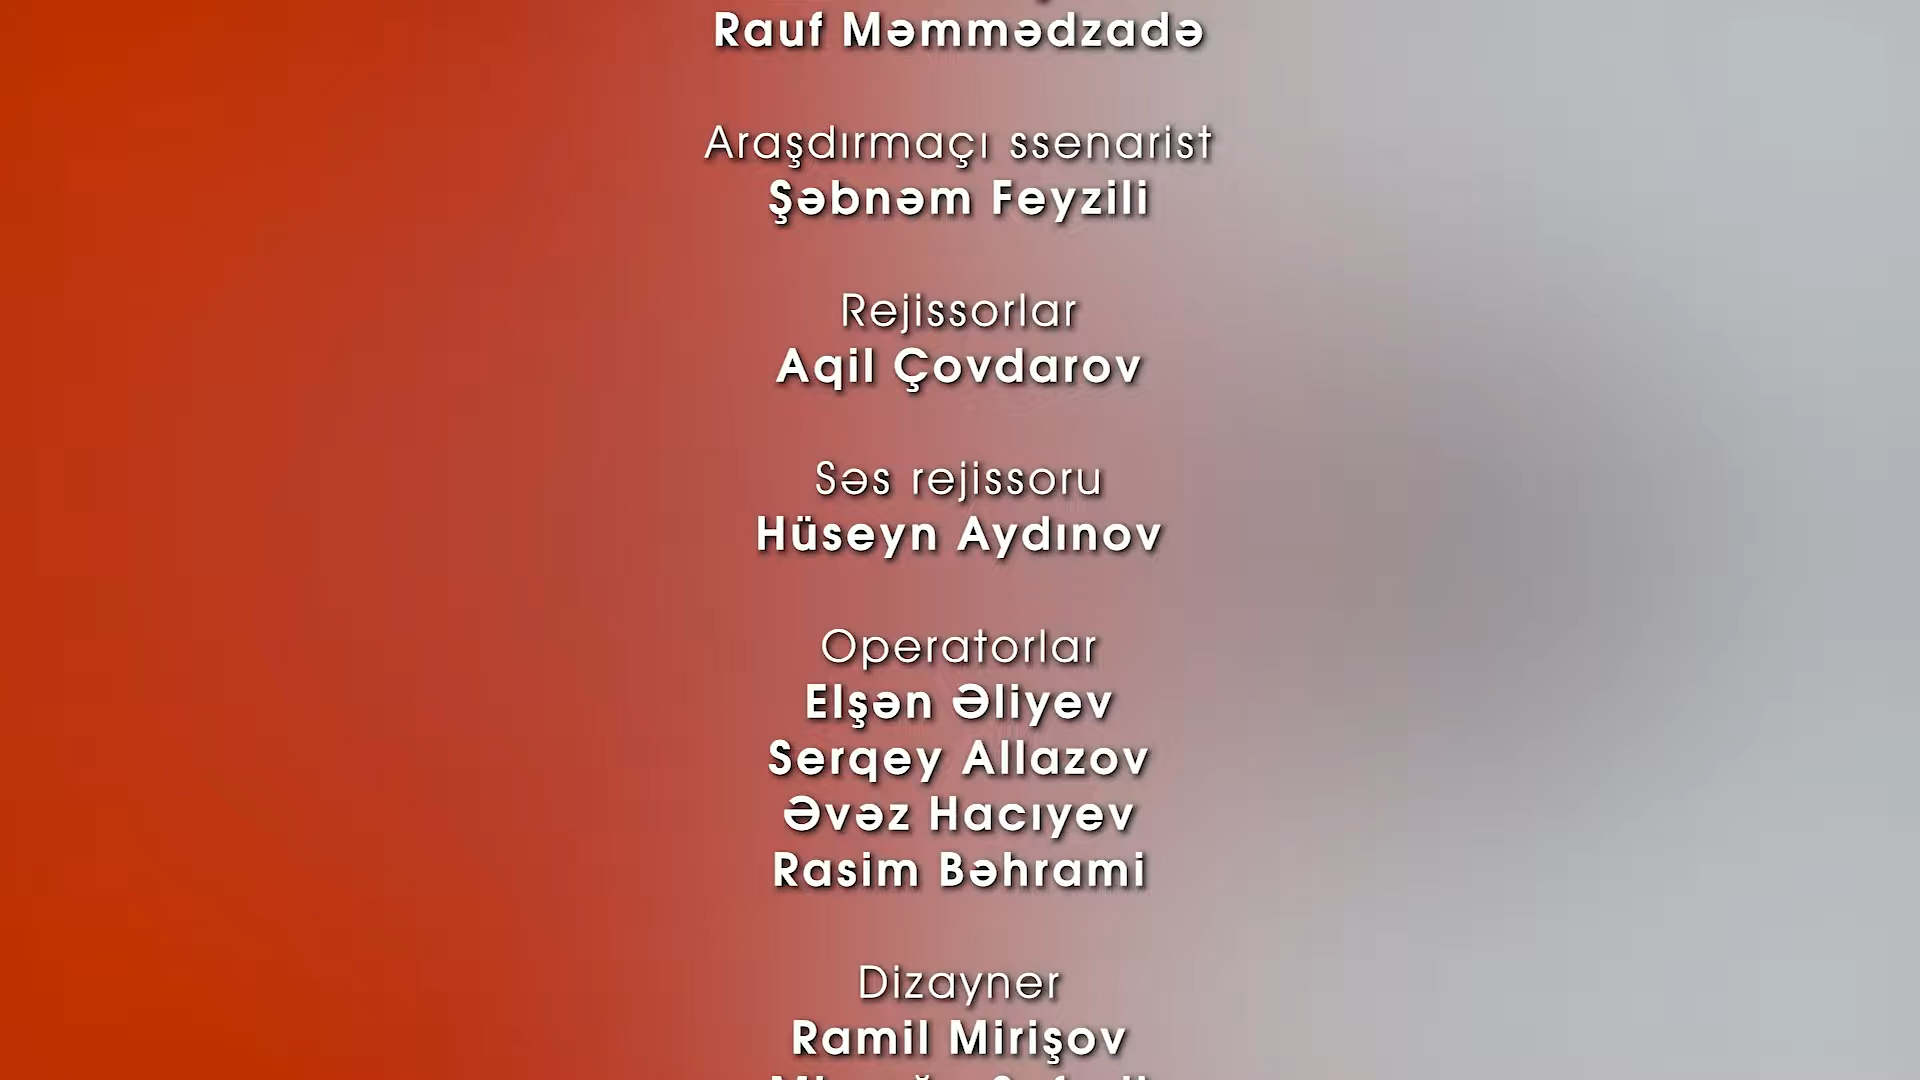 Rauf Məmmədzadə
Araşdırmaçı ssenarist
Şəbnəm Feyzili
Rejissorlar
Aqil Çovdarov
Səs rejissoru
Hüseyn Aydınov
Operatorlar
Elşən Əliyev
Serqey Allazov
Əvəz Hacıyev
Rasim Bəhrami
Dizayner
Ramil Mirişov